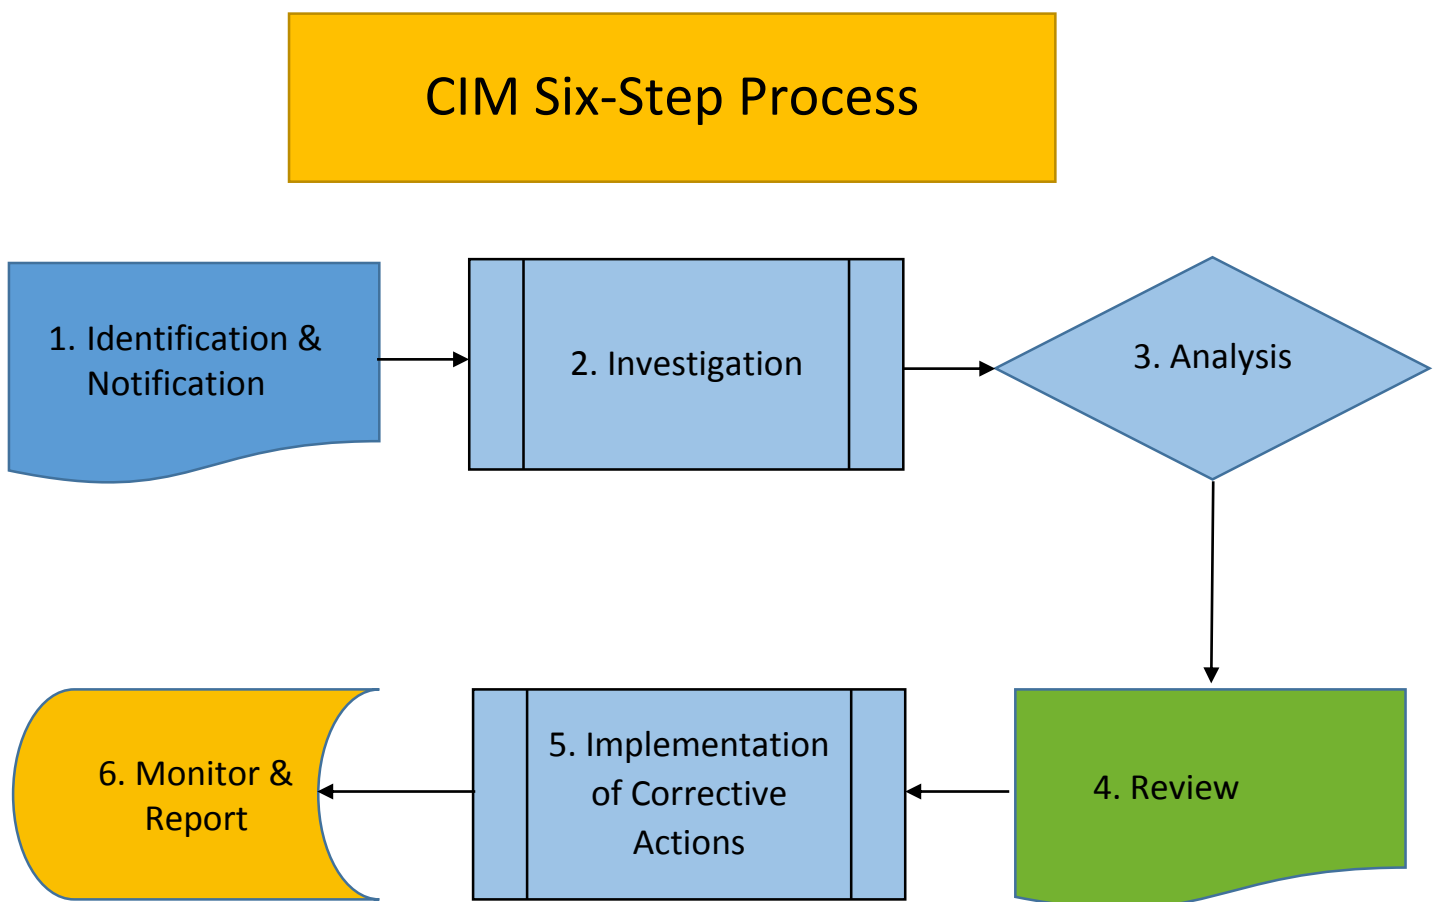 CIM Six-Step Process
1. Identification &
Notification
2. Investigation
3. Analysis
4. Review
5. Implementation
of Corrective
Actions
6. Monitor &
Report